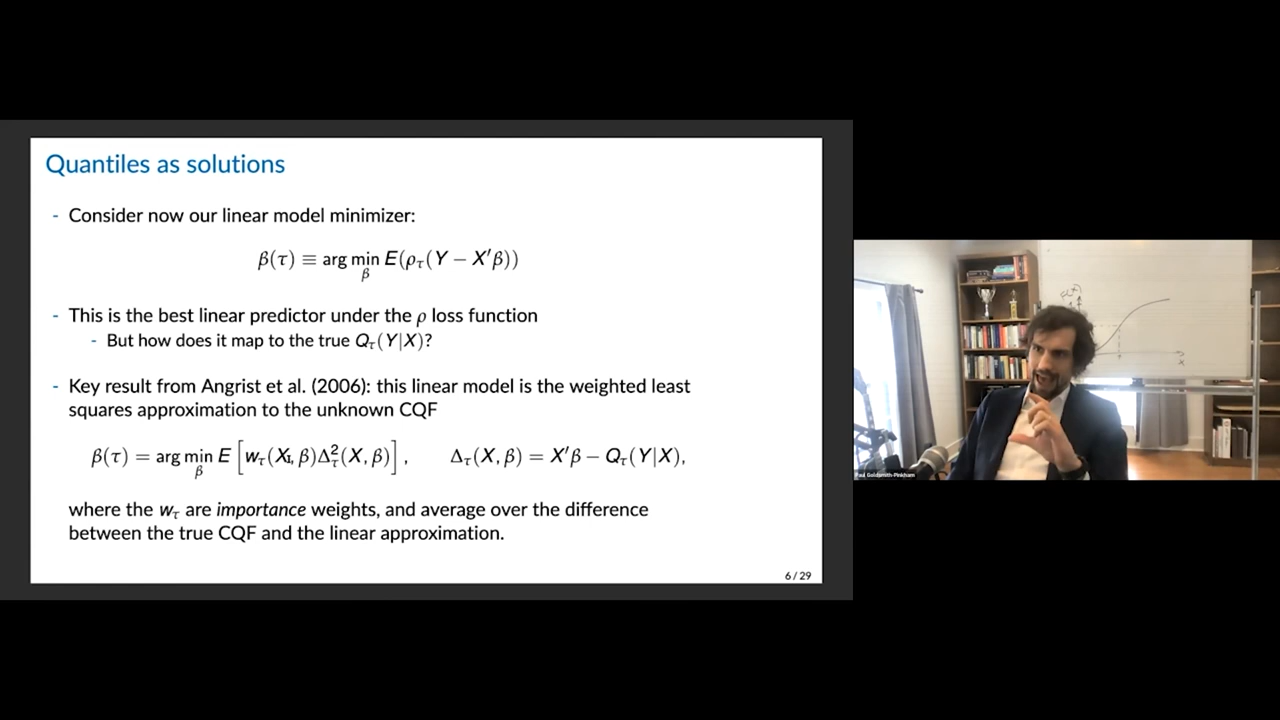 Quantiles as solutions
- Consider now our linear model minimizer:
β(τ) ≡ arg min_β E(ρ_τ(Y − X′β))
- This is the best linear predictor under the ρ loss function
- But how does it map to the true Q_τ(Y|X)?
- Key result from Angrist et al. (2006): this linear model is the weighted least
squares approximation to the unknown CQF
β(τ) = arg min_β E [w_τ(X, β)Δ²_τ(X, β)], Δ_τ(X, β) = X′β − Q_τ(Y|X),
where the w_τ are importance weights, and average over the difference
between the true CQF and the linear approximation.
6 / 29
Paul Goldsmith-Pinkham